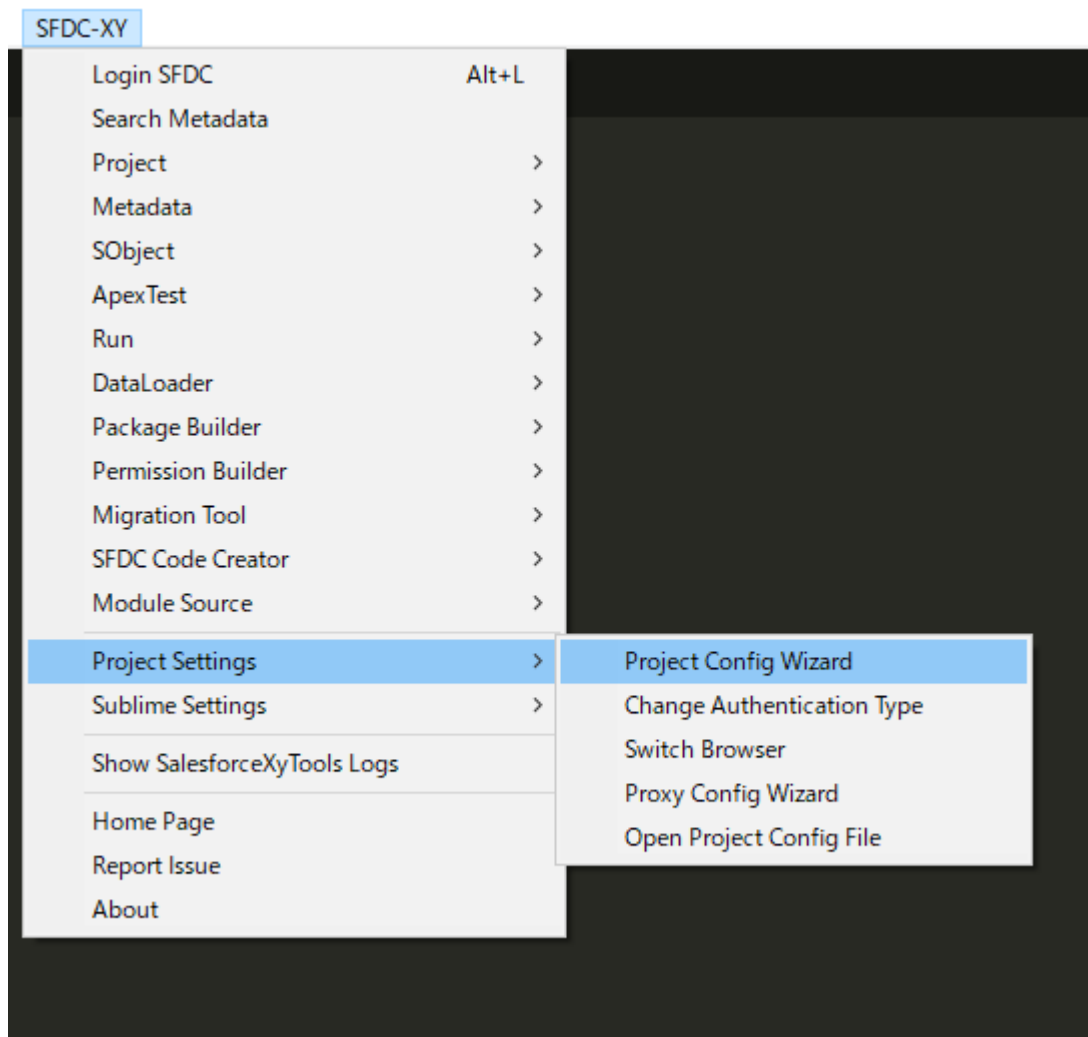 SFDC-XY
Login SFDC Alt+L
Search Metadata
Project
Metadata
SObject
ApexTest
Run
DataLoader
Package Builder
Permission Builder
Migration Tool
SFDC Code Creator
Module Source
Project Settings
Sublime Settings
Show SalesforceXyTools Logs
Home Page
Report Issue
About
Project Config Wizard
Change Authentication Type
Switch Browser
Proxy Config Wizard
Open Project Config File